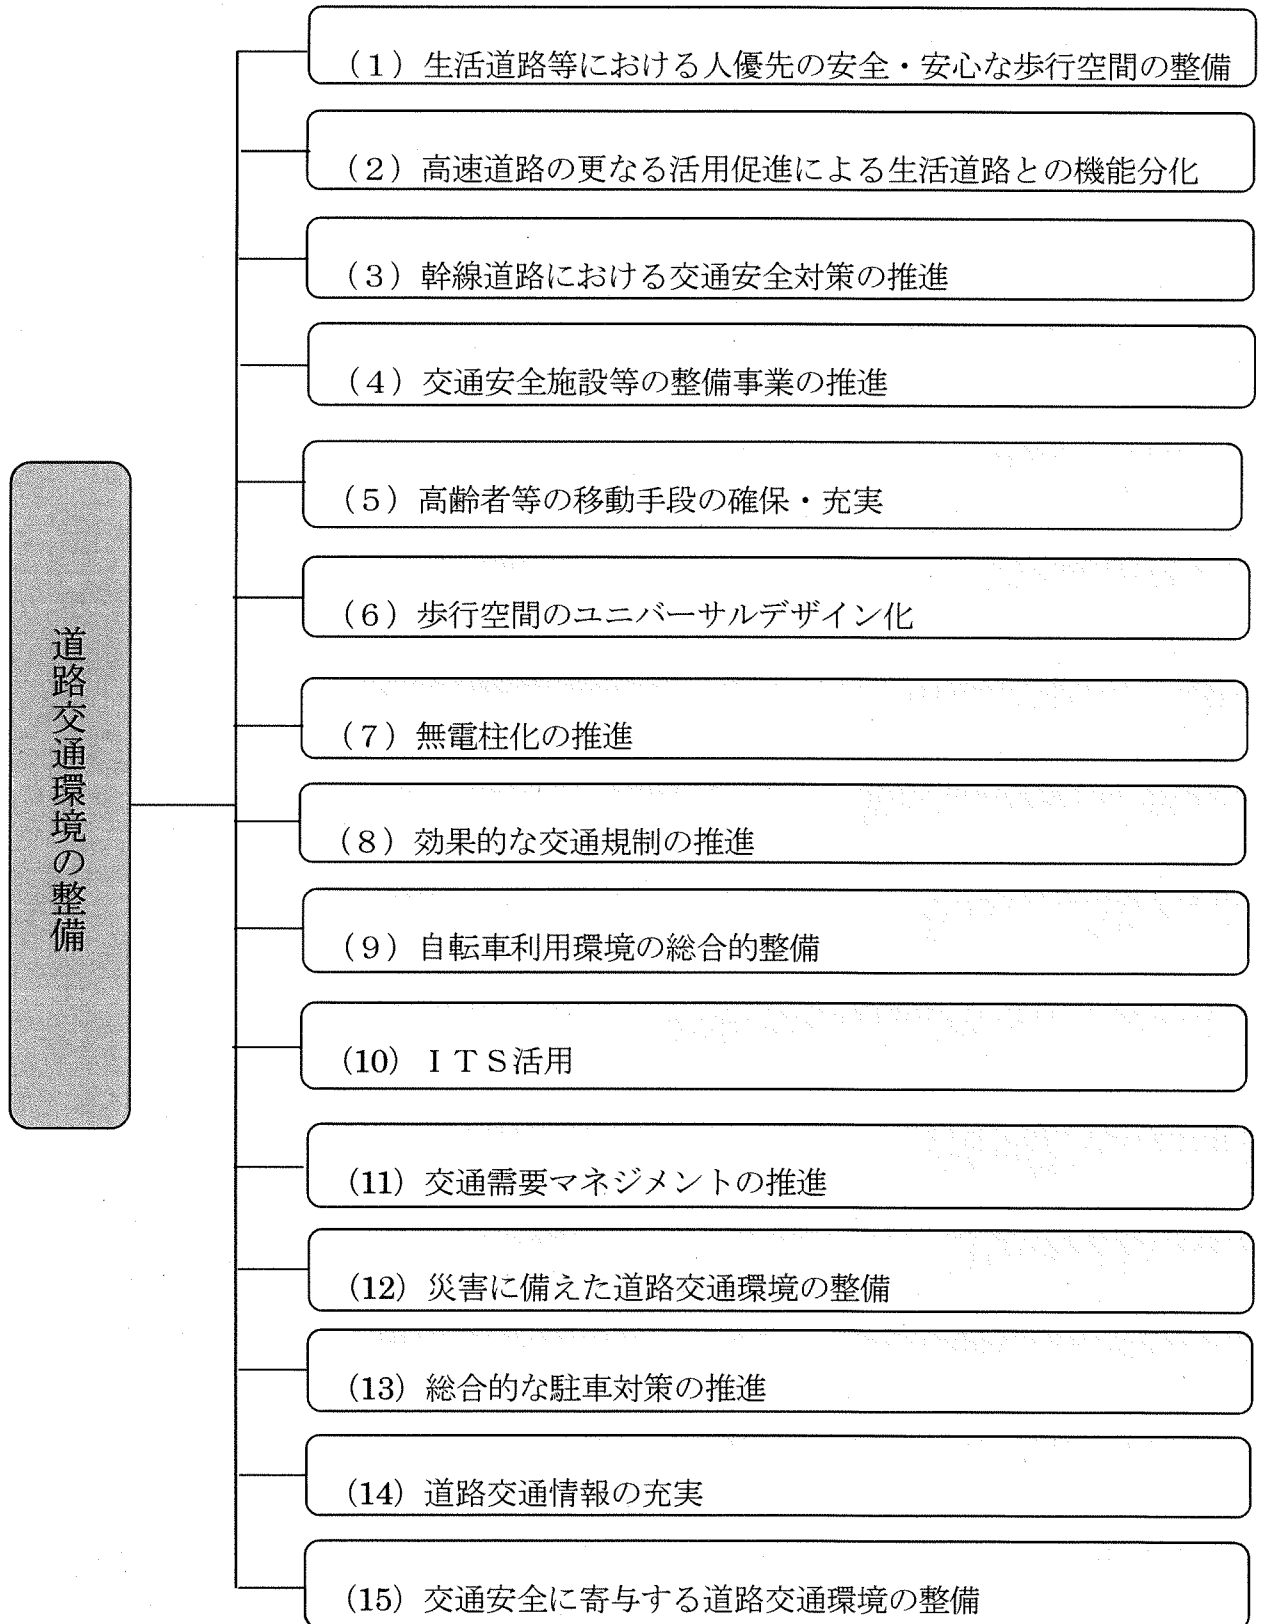 道路交通環境の整備
（１）生活道路等における人優先の安全・安心な歩行空間の整備
（２）高速道路の更なる活用促進による生活道路との機能分化
（３）幹線道路における交通安全対策の推進
（４）交通安全施設等の整備事業の推進
（５）高齢者等の移動手段の確保・充実
（６）歩行空間のユニバーサルデザイン化
（７）無電柱化の推進
（８）効果的な交通規制の推進
（９）自転車利用環境の総合的整備
（10）ＩＴＳ活用
（11）交通需要マネジメントの推進
（12）災害に備えた道路交通環境の整備
（13）総合的な駐車対策の推進
（14）道路交通情報の充実
（15）交通安全に寄与する道路交通環境の整備